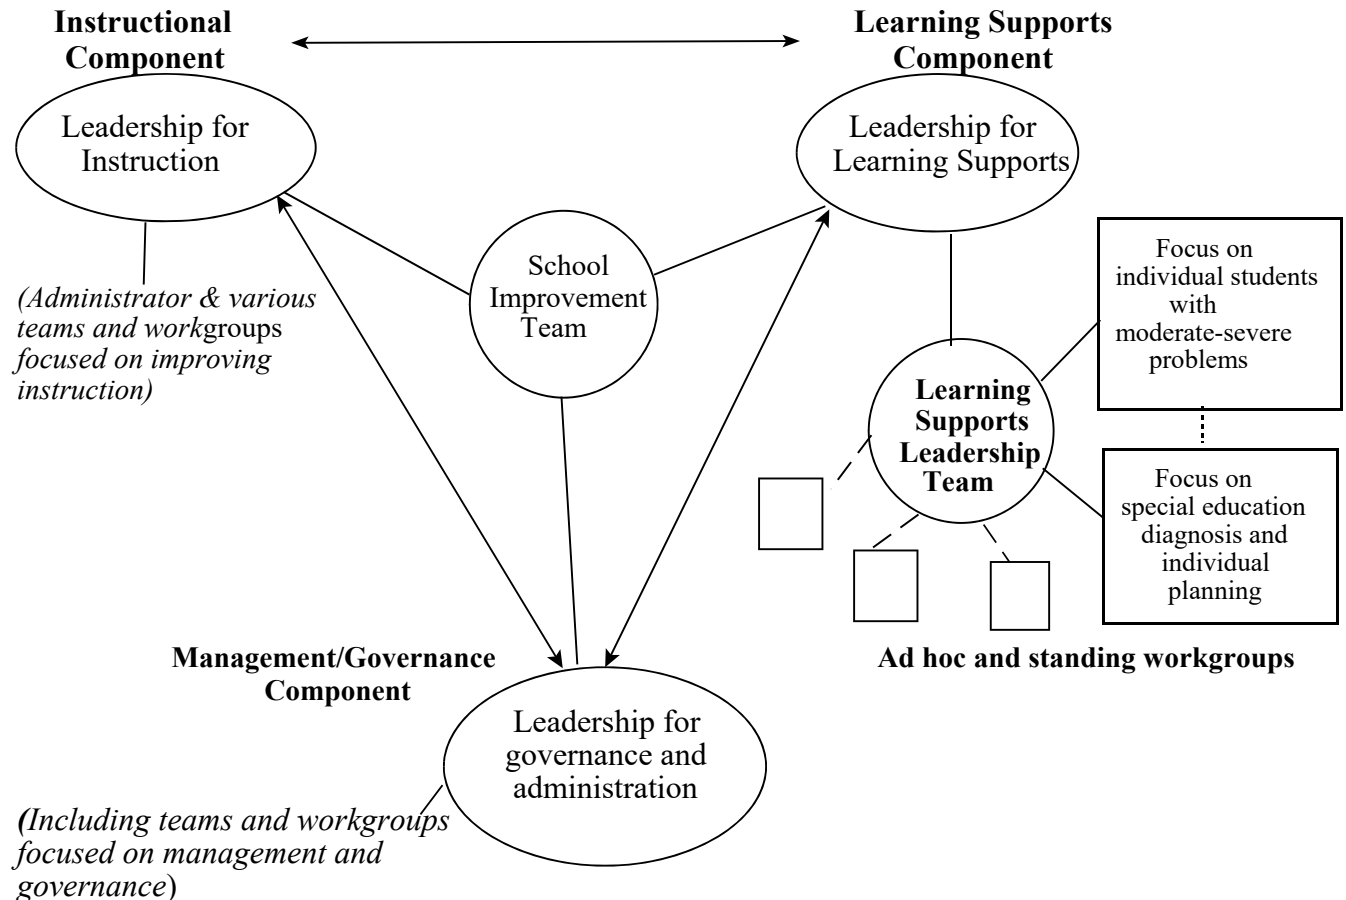 Instructional
Component
Learning Supports
Component
Leadership for
Instruction
Leadership for
Learning Supports
School
Improvement
Team
(Administrator & various
teams and workgroups
focused on improving
instruction)
Focus on
individual students
with
moderate-severe
problems
Learning
Supports
Leadership
Team
Focus on
special education
diagnosis and
individual
planning
Ad hoc and standing workgroups
Management/Governance
Component
Leadership for
governance and
administration
(Including teams and workgroups
focused on management and
governance)